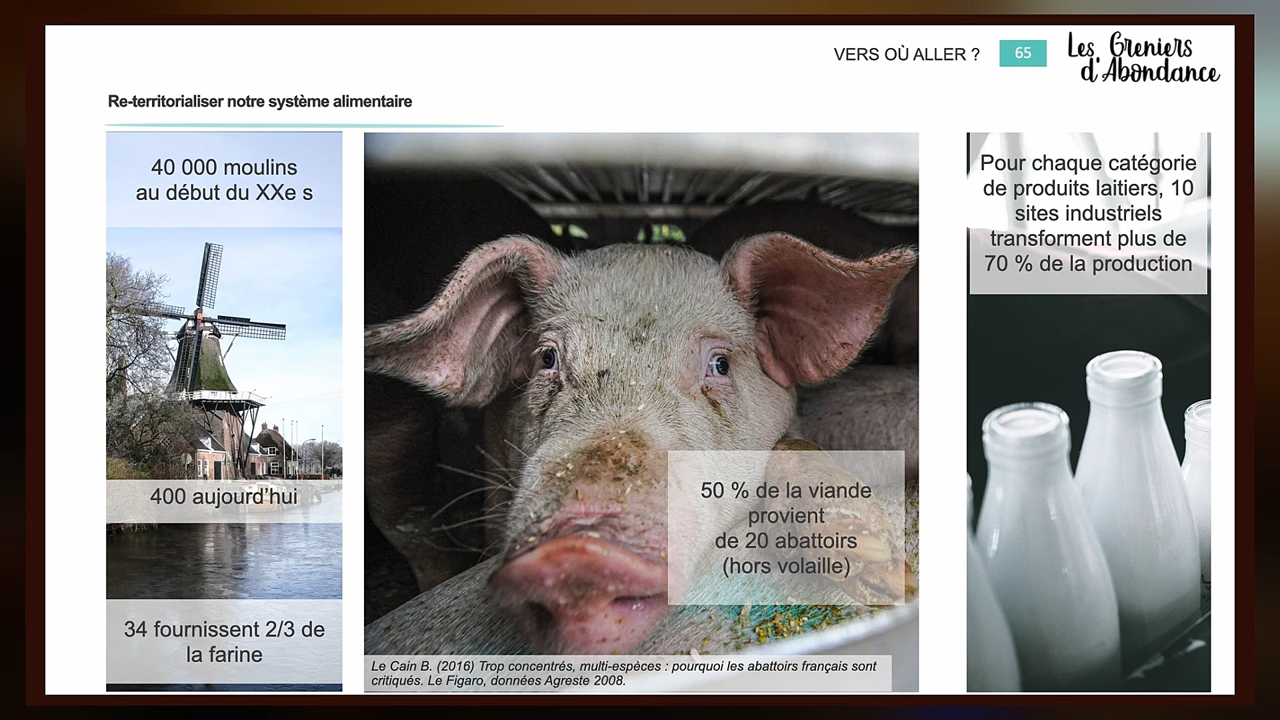 VERS OÙ ALLER ?
65
Les Greniers
d'Abondance
Re-territorialiser notre système alimentaire
40 000 moulins
au début du XXe s
400 aujourd'hui
34 fournissent 2/3 de
la farine
50 % de la viande
provient
de 20 abattoirs
(hors volaille)
Le Cain B. (2016) Trop concentrés, multi-espèces : pourquoi les abattoirs français sont
critiqués. Le Figaro, données Agreste 2008.
Pour chaque catégorie
de produits laitiers, 10
sites industriels
transforment plus de
70 % de la production